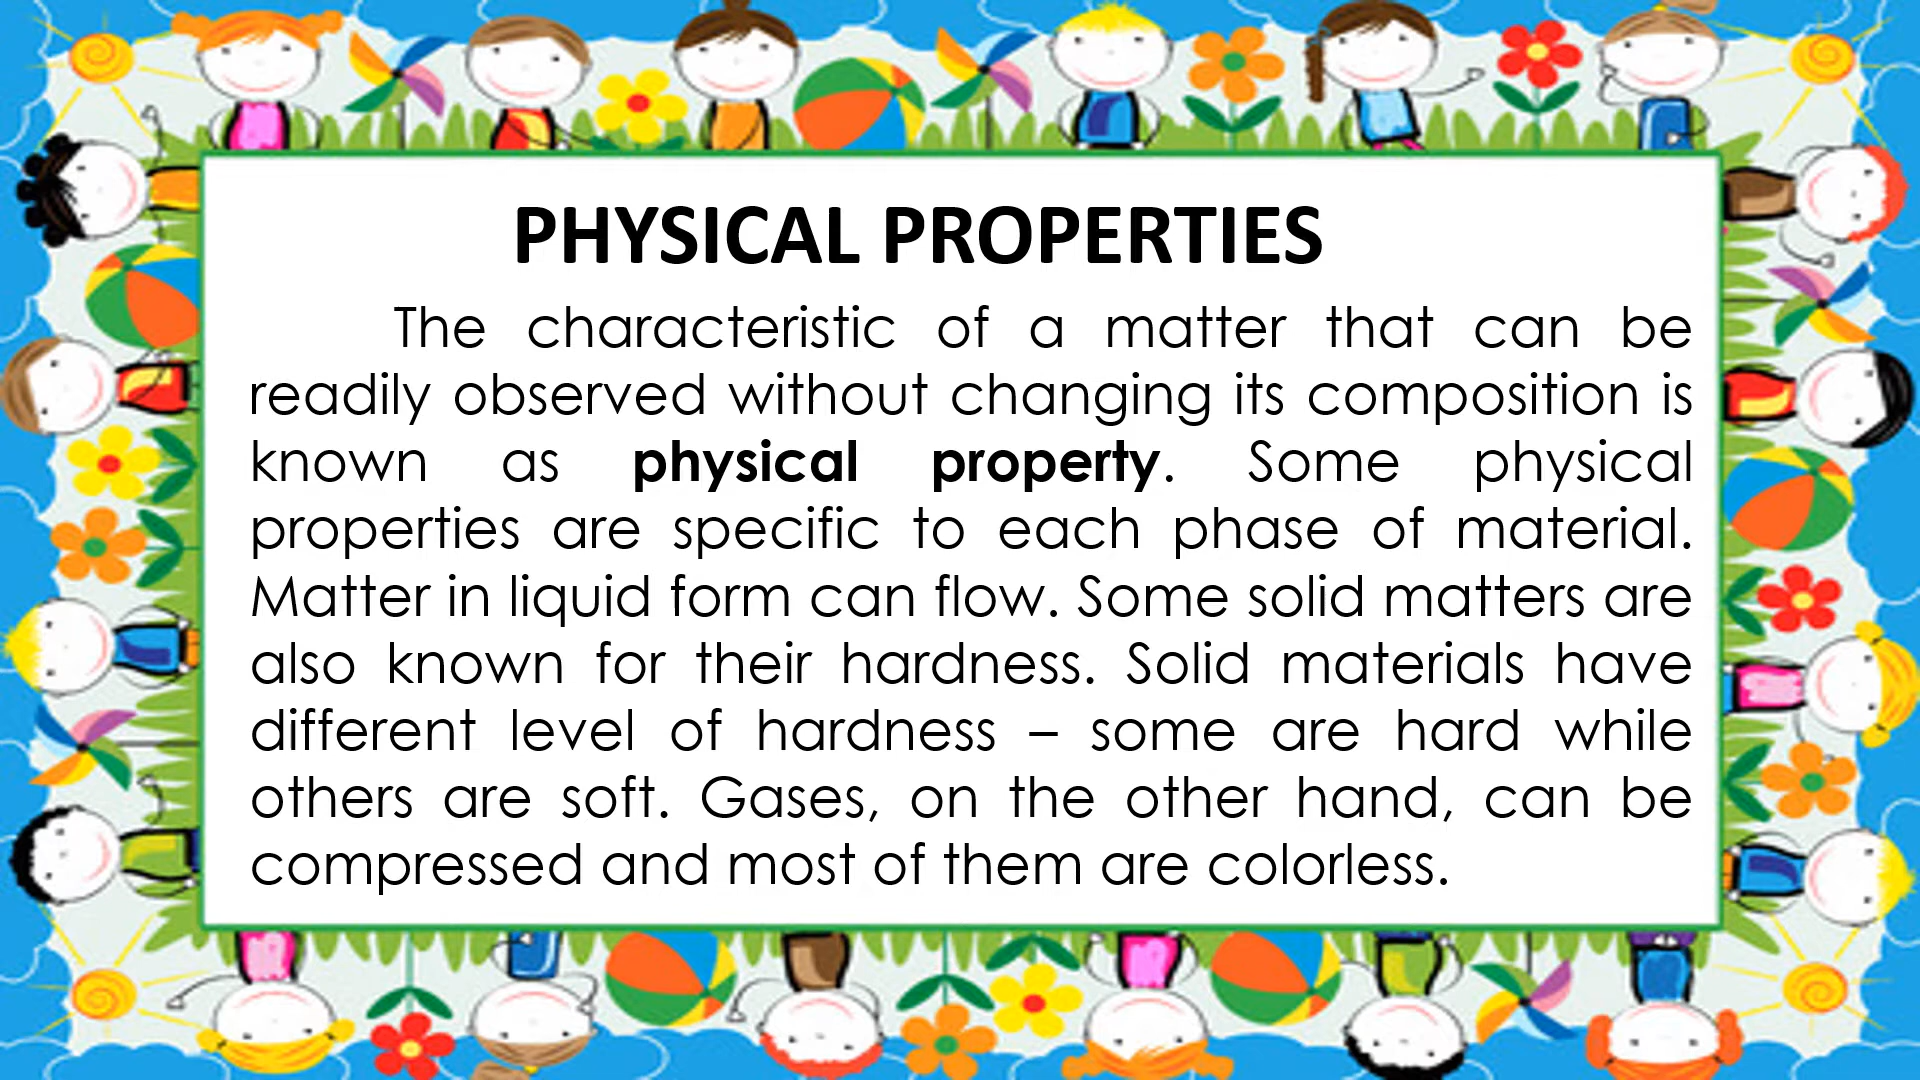 PHYSICAL PROPERTIES
The characteristic of a matter that can be
readily observed without changing its composition is
known as physical property. Some physical
properties are specific to each phase of material.
Matter in liquid form can flow. Some solid matters are
also known for their hardness. Solid materials have
different level of hardness – some are hard while
others are soft. Gases, on the other hand, can be
compressed and most of them are colorless.